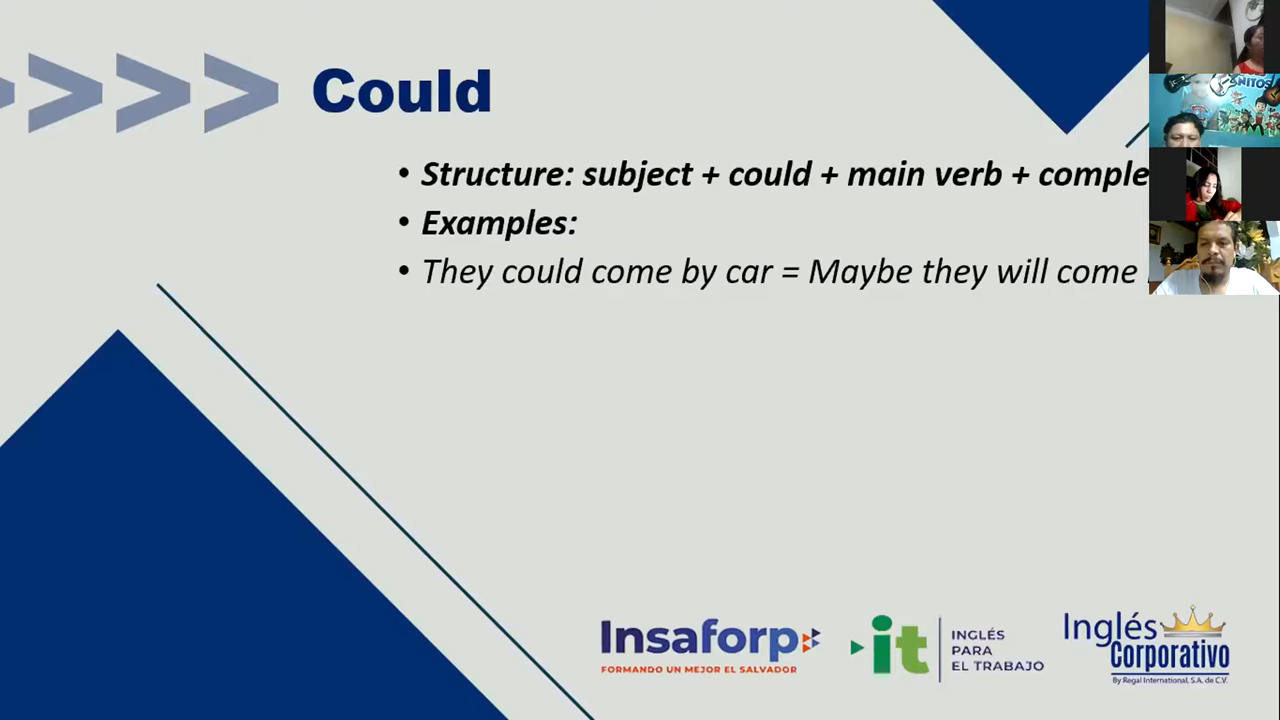 Could
• Structure: subject + could + main verb + comple
• Examples:
• They could come by car = Maybe they will come
Insaforp
FORMANDO UN MEJOR EL SALVADOR
it
INGLÉS
PARA
EL TRABAJO
Inglés
Corporativo
By Regal International, S.A. de C.V.